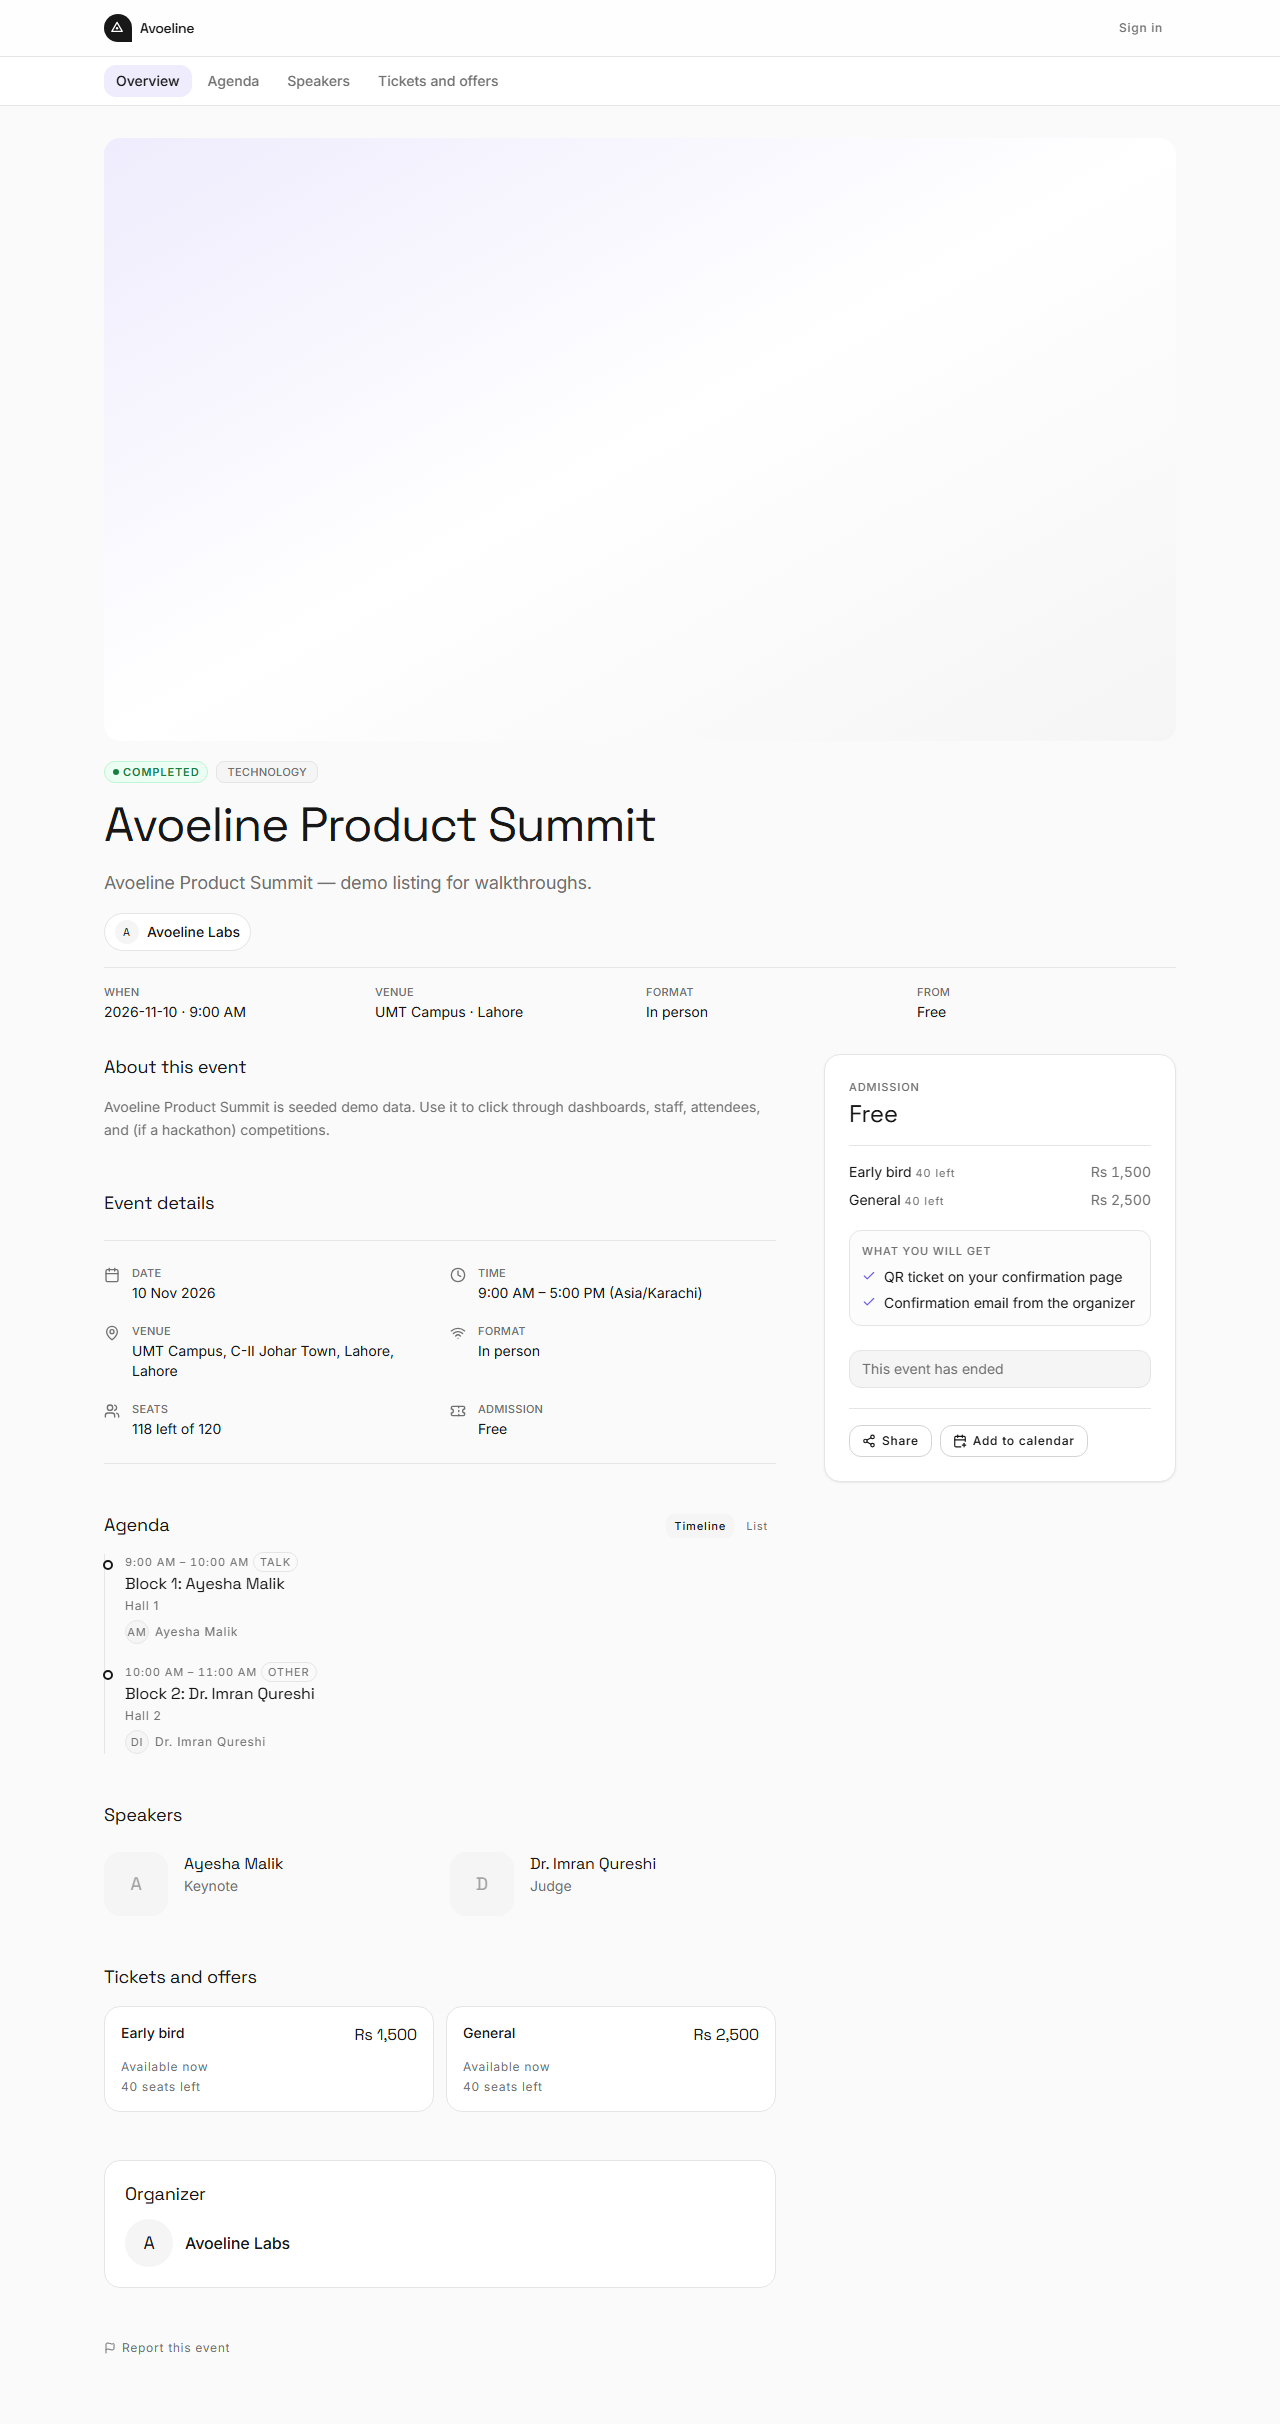 Avoeline
Sign in
Overview
Agenda
Speakers
Tickets and offers
COMPLETED
TECHNOLOGY
Avoeline Product Summit
Avoeline Product Summit — demo listing for walkthroughs.
A
Avoeline Labs
WHEN
2026-11-10 · 9:00 AM
VENUE
UMT Campus · Lahore
FORMAT
In person
FROM
Free
About this event
Avoeline Product Summit is seeded demo data. Use it to click through dashboards, staff, attendees,
and (if a hackathon) competitions.
Event details
DATE
10 Nov 2026
TIME
9:00 AM – 5:00 PM (Asia/Karachi)
VENUE
UMT Campus, C-II Johar Town, Lahore,
Lahore
FORMAT
In person
SEATS
118 left of 120
ADMISSION
Free
ADMISSION
Free
Early bird 40 left
Rs 1,500
General 40 left
Rs 2,500
WHAT YOU WILL GET
QR ticket on your confirmation page
Confirmation email from the organizer
This event has ended
Share
Add to calendar
Agenda
Timeline
List
9:00 AM – 10:00 AM TALK
Block 1: Ayesha Malik
Hall 1
AM Ayesha Malik
10:00 AM – 11:00 AM OTHER
Block 2: Dr. Imran Qureshi
Hall 2
DI Dr. Imran Qureshi
Speakers
A
Ayesha Malik
Keynote
D
Dr. Imran Qureshi
Judge
Tickets and offers
Early bird
Rs 1,500
Available now
40 seats left
General
Rs 2,500
Available now
40 seats left
Organizer
A
Avoeline Labs
Report this event